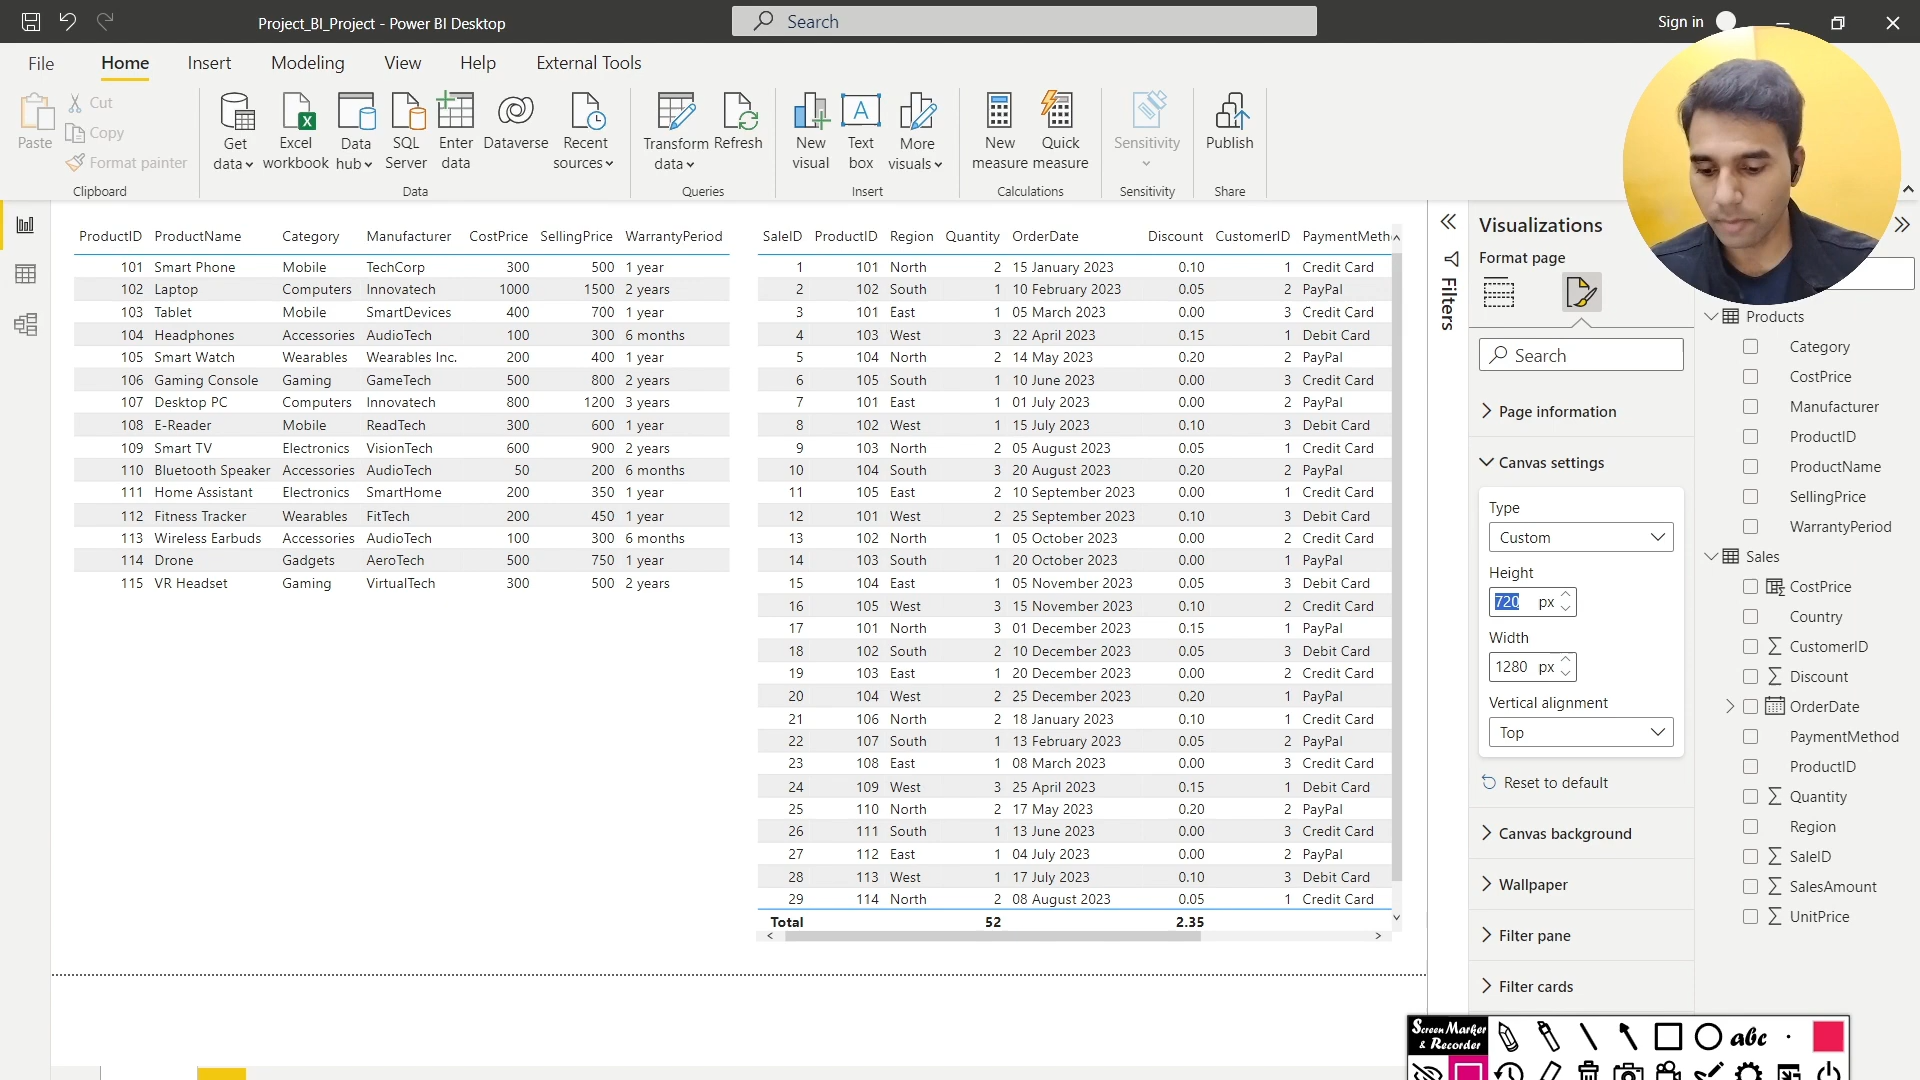 Project_BI_Project - Power BI Desktop
Search
Sign in
File Home Insert Modeling View Help External Tools
Paste
Cut
Copy
Format painter
Clipboard
Get data
Excel workbook
Data hub
SQL Server
Enter data
Dataverse
Recent sources
Data
Transform data
Refresh
Queries
New visual
Text box
More visuals
Insert
New measure
Quick measure
Calculations
Sensitivity
Sensitivity
Publish
Share
ProductID ProductName Category Manufacturer CostPrice SellingPrice WarrantyPeriod
101 Smart Phone Mobile TechCorp 300 500 1 year
102 Laptop Computers Innovatech 1000 1500 2 years
103 Tablet Mobile SmartDevices 400 700 1 year
104 Headphones Accessories AudioTech 100 300 6 months
105 Smart Watch Wearables Wearables Inc. 200 400 1 year
106 Gaming Console Gaming GameTech 500 800 2 years
107 Desktop PC Computers Innovatech 800 1200 3 years
108 E-Reader Mobile ReadTech 300 600 1 year
109 Smart TV Electronics VisionTech 600 900 2 years
110 Bluetooth Speaker Accessories AudioTech 50 200 6 months
111 Home Assistant Electronics SmartHome 200 350 1 year
112 Fitness Tracker Wearables FitTech 200 450 1 year
113 Wireless Earbuds Accessories AudioTech 100 300 6 months
114 Drone Gadgets AeroTech 500 750 1 year
115 VR Headset Gaming VirtualTech 300 500 2 years
SaleID ProductID Region Quantity OrderDate Discount CustomerID PaymentMeth
1 101 North 2 15 January 2023 0.10 1 Credit Card
2 102 South 1 10 February 2023 0.05 2 PayPal
3 101 East 1 05 March 2023 0.00 3 Credit Card
4 103 West 3 22 April 2023 0.15 1 Debit Card
5 104 North 2 14 May 2023 0.20 2 PayPal
6 105 South 1 10 June 2023 0.00 3 Credit Card
7 101 East 1 01 July 2023 0.00 2 PayPal
8 102 West 1 15 July 2023 0.10 3 Debit Card
9 103 North 2 05 August 2023 0.05 1 Credit Card
10 104 South 3 20 August 2023 0.20 2 PayPal
11 105 East 2 10 September 2023 0.00 1 Credit Card
12 101 West 2 25 September 2023 0.10 3 Debit Card
13 102 North 1 05 October 2023 0.00 2 Credit Card
14 103 South 1 20 October 2023 0.00 1 PayPal
15 104 East 1 05 November 2023 0.05 3 Debit Card
16 105 West 3 15 November 2023 0.10 2 Credit Card
17 101 North 3 01 December 2023 0.15 1 PayPal
18 102 South 2 10 December 2023 0.05 3 Debit Card
19 103 East 1 20 December 2023 0.00 2 Credit Card
20 104 West 2 25 December 2023 0.20 1 PayPal
21 106 North 2 18 January 2023 0.10 1 Credit Card
22 107 South 1 13 February 2023 0.05 2 PayPal
23 108 East 1 08 March 2023 0.00 3 Credit Card
24 109 West 3 25 April 2023 0.15 1 Debit Card
25 110 North 2 17 May 2023 0.20 2 PayPal
26 111 South 1 13 June 2023 0.00 3 Credit Card
27 112 East 1 04 July 2023 0.00 2 PayPal
28 113 West 1 17 July 2023 0.10 3 Debit Card
29 114 North 2 08 August 2023 0.05 1 Credit Card
Total 52 2.35
Filters
Visualizations
Format page
Search
Page information
Canvas settings
Type
Custom
Height
720 px
Width
1280 px
Vertical alignment
Top
Reset to default
Canvas background
Wallpaper
Filter pane
Filter cards
Products
Category
CostPrice
Manufacturer
ProductID
ProductName
SellingPrice
WarrantyPeriod
Sales
CostPrice
Country
CustomerID
Discount
OrderDate
PaymentMethod
ProductID
Quantity
Region
SaleID
SalesAmount
UnitPrice
Screen Marker
& Recorder
abc